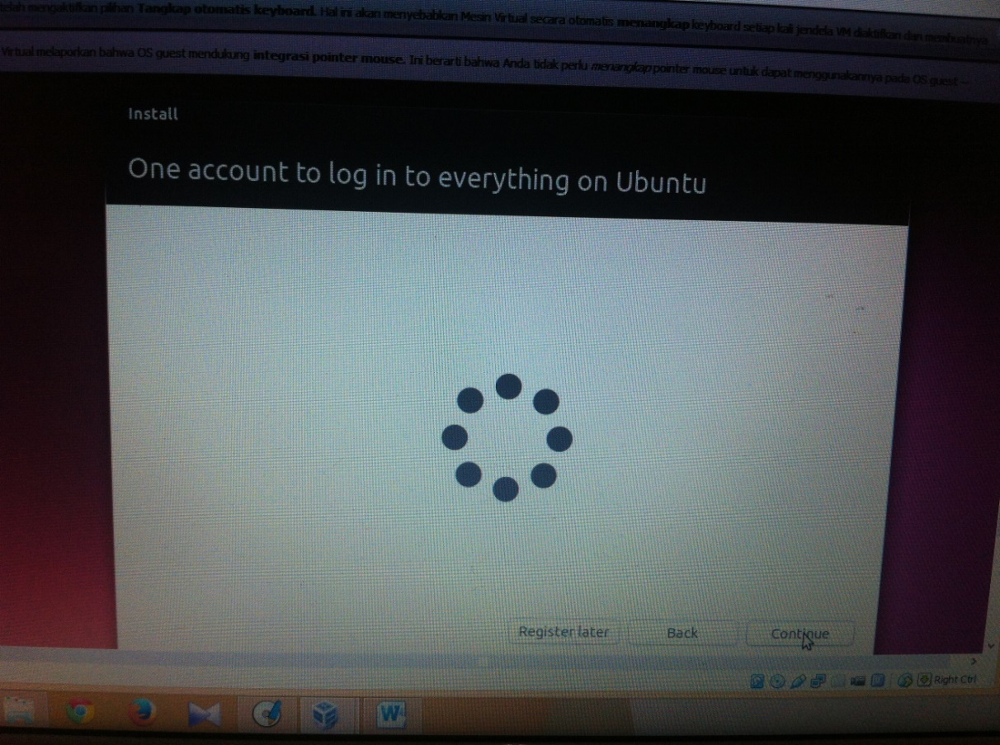 telah mengaktifkan pilihan Tangkap otomatis keyboard. Hal ini akan menyebabkan Mesin Virtual secara otomatis menangkap keyboard setiap kali jendela VM diaktifkan dan membuatnya
Virtual melaporkan bahwa OS guest mendukung integrasi pointer mouse. Ini berarti bahwa Anda tidak perlu menangkap pointer mouse untuk dapat menggunakannya pada OS guest —
Install
One account to log in to everything on Ubuntu
Register later Back Continue
Right Ctrl
W